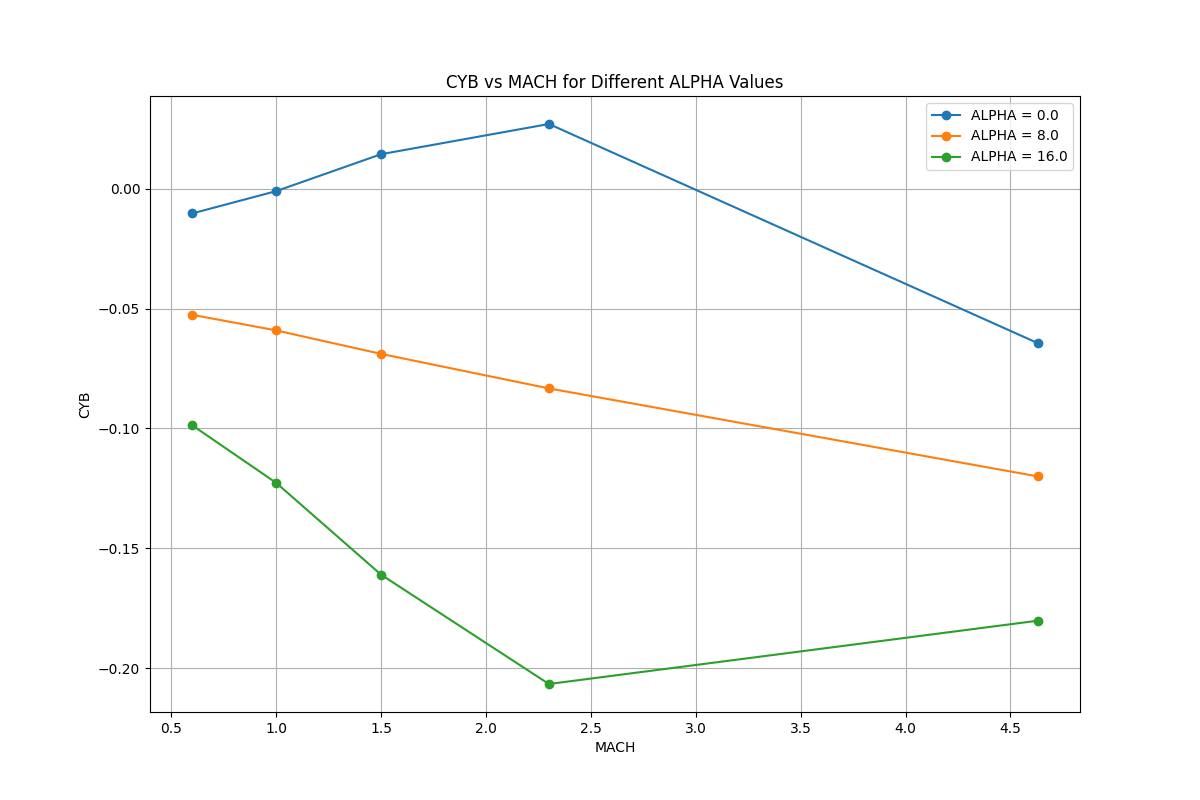 CYB vs MACH for Different ALPHA Values
ALPHA = 0.0
ALPHA = 8.0
ALPHA = 16.0
CYB
0.00
−0.05
−0.10
−0.15
−0.20
0.5 1.0 1.5 2.0 2.5 3.0 3.5 4.0 4.5
MACH